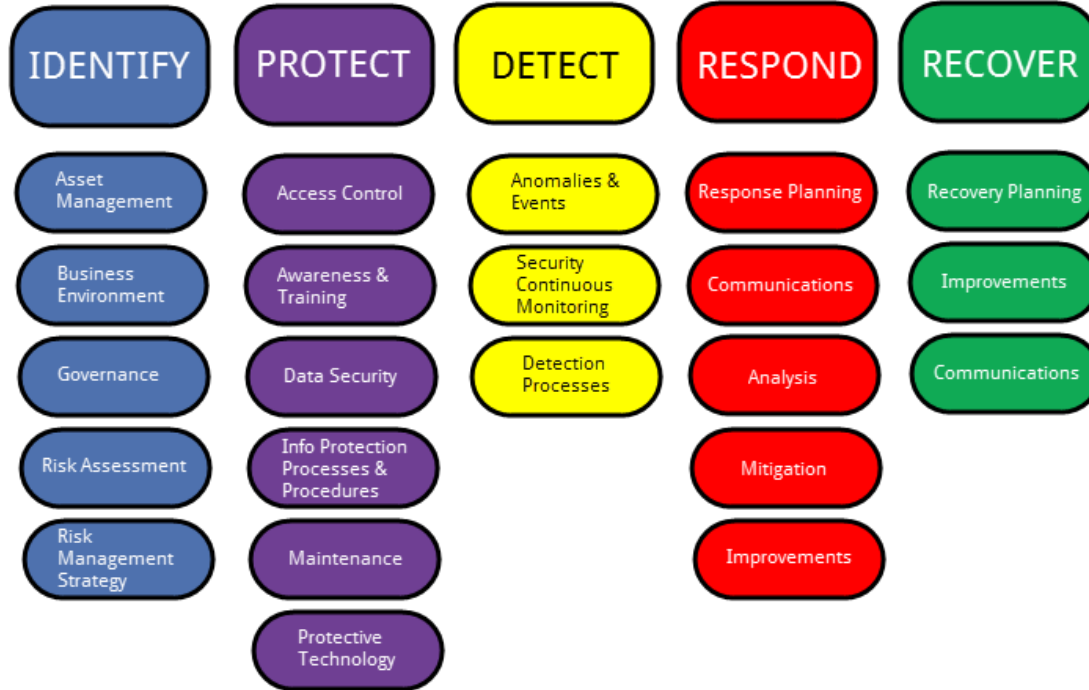 IDENTIFY
PROTECT
DETECT
RESPOND
RECOVER
Asset
Management
Business
Environment
Governance
Risk Assessment
Risk
Management
Strategy
Access Control
Awareness &
Training
Data Security
Info Protection
Processes &
Procedures
Maintenance
Protective
Technology
Anomalies &
Events
Security
Continuous
Monitoring
Detection
Processes
Response Planning
Communications
Analysis
Mitigation
Improvements
Recovery Planning
Improvements
Communications